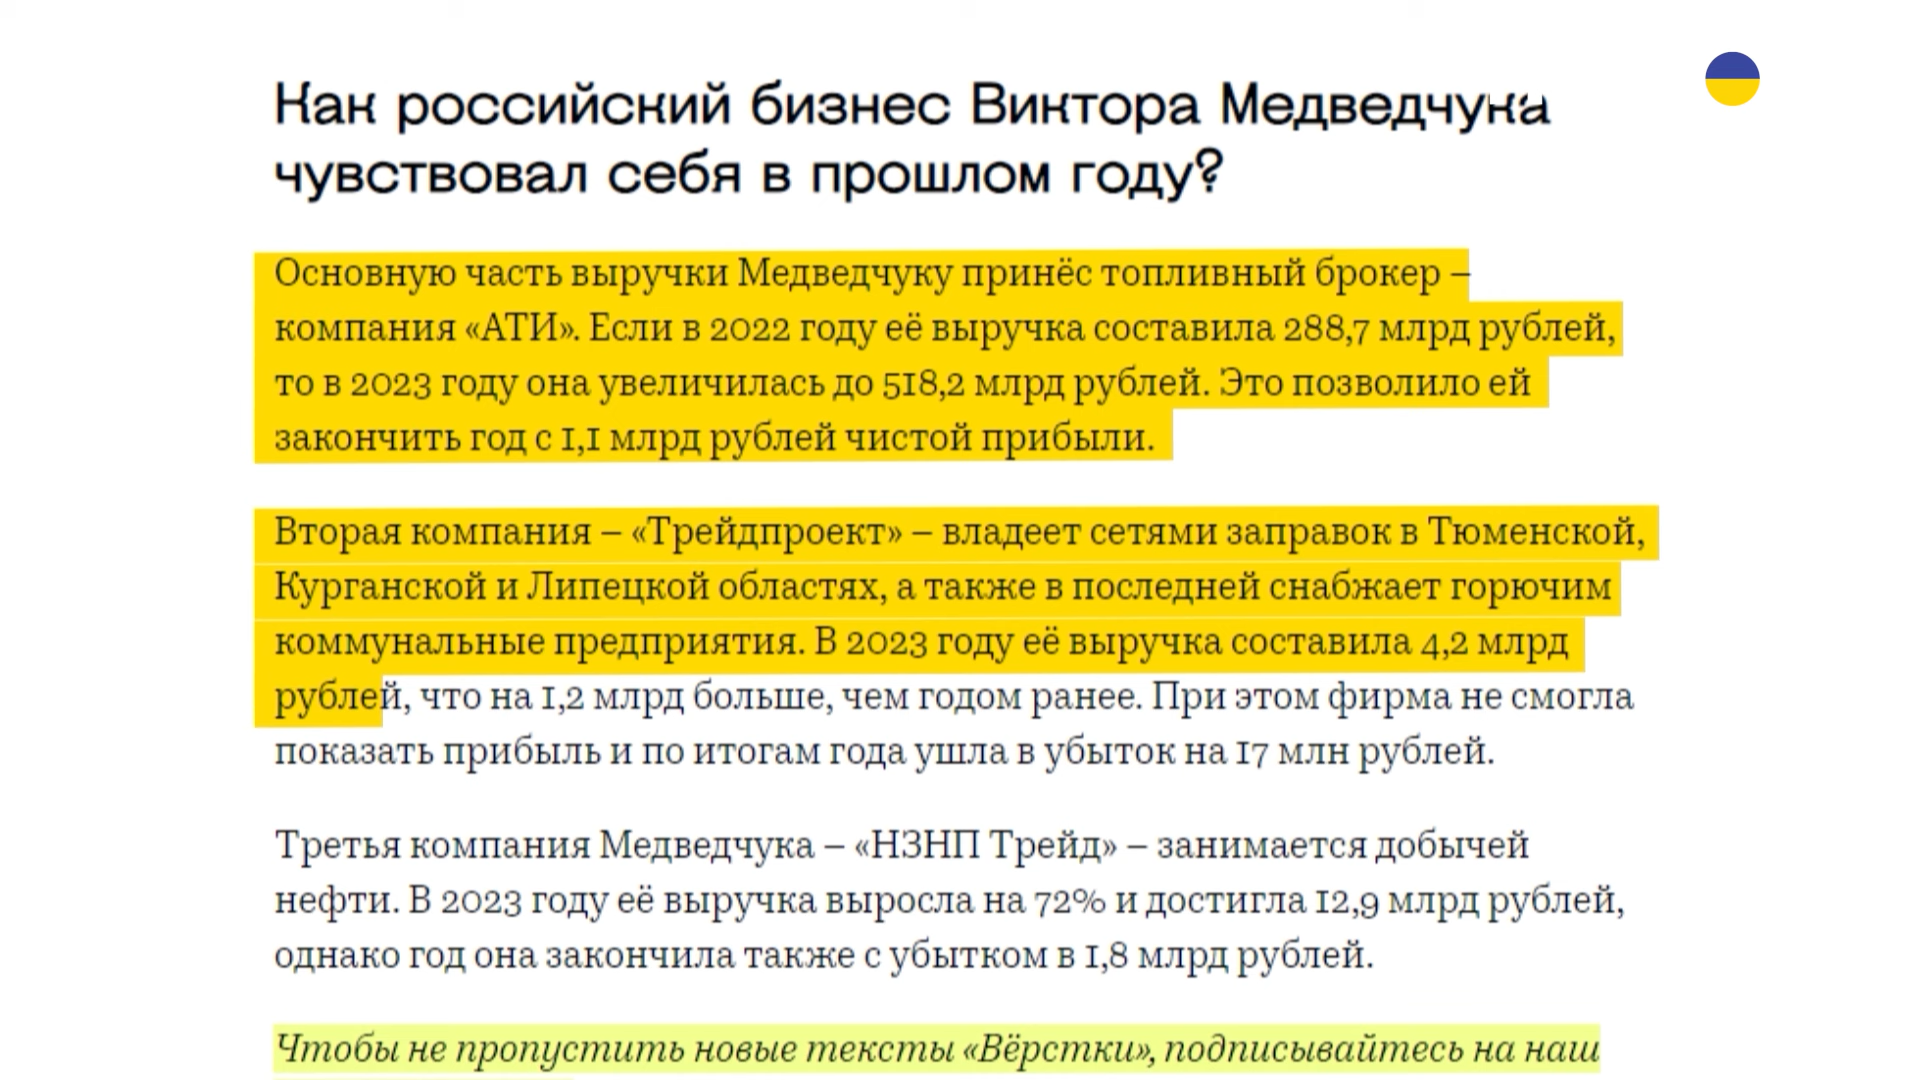 Как российский бизнес Виктора Медведчука
чувствовал себя в прошлом году?
Основную часть выручки Медведчуку принёс топливный брокер –
компания «АТИ». Если в 2022 году её выручка составила 288,7 млрд рублей,
то в 2023 году она увеличилась до 518,2 млрд рублей. Это позволило ей
закончить год с 1,1 млрд рублей чистой прибыли.
Вторая компания – «Трейдпроект» – владеет сетями заправок в Тюменской,
Курганской и Липецкой областях, а также в последней снабжает горючим
коммунальные предприятия. В 2023 году её выручка составила 4,2 млрд
рублей, что на 1,2 млрд больше, чем годом ранее. При этом фирма не смогла
показать прибыль и по итогам года ушла в убыток на 17 млн рублей.
Третья компания Медведчука – «НЗНП Трейд» – занимается добычей
нефти. В 2023 году её выручка выросла на 72% и достигла 12,9 млрд рублей,
однако год она закончила также с убытком в 1,8 млрд рублей.
Чтобы не пропустить новые тексты «Вёрстки», подписывайтесь на наш